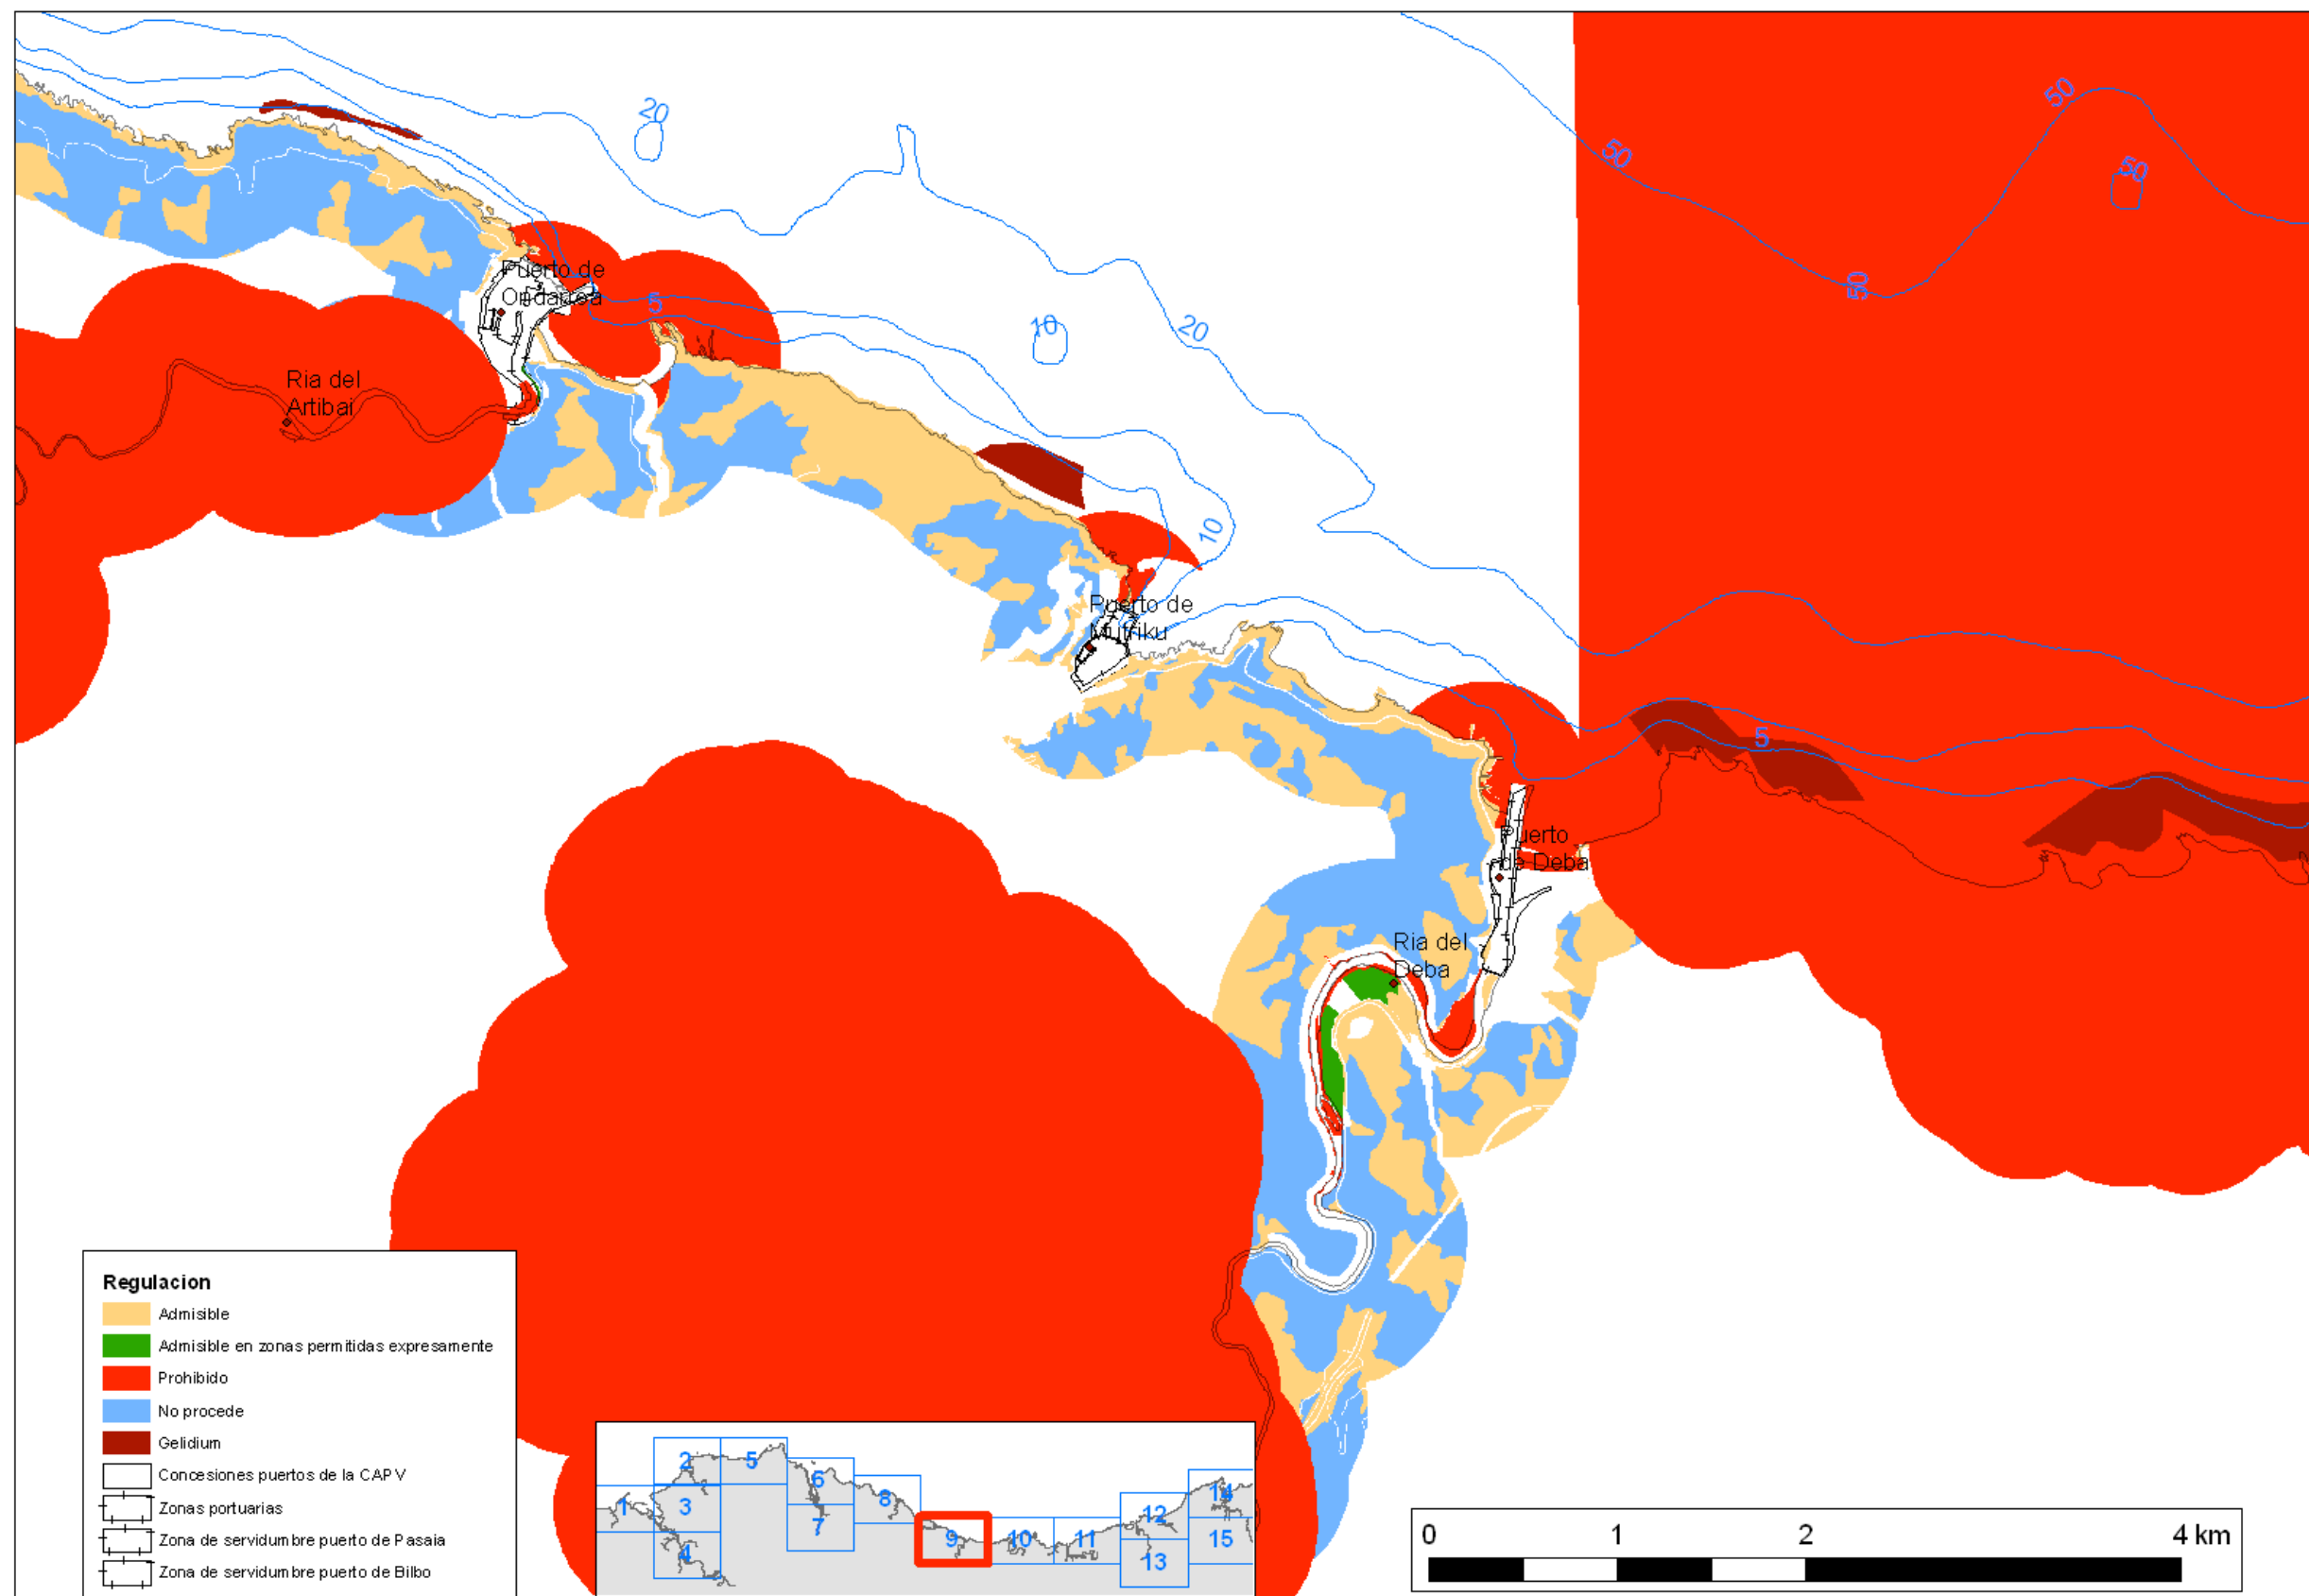 50
50
50
50
20
Puerto de
Ondarroa
5
10
20
Ria del
Artibai
10
Puerto de
Mutriku
5
Puerto
de Deba
Ria del
Deba
Regulacion
Admisible
Admisible en zonas permitidas expresamente
Prohibido
No procede
Gelidium
Concesiones puertos de la CAPV
Zonas portuarias
Zona de servidumbre puerto de Pasaia
Zona de servidumbre puerto de Bilbo
1
2
3
4
5
6
7
8
9
10
11
12
13
14
15
0 1 2 4 km